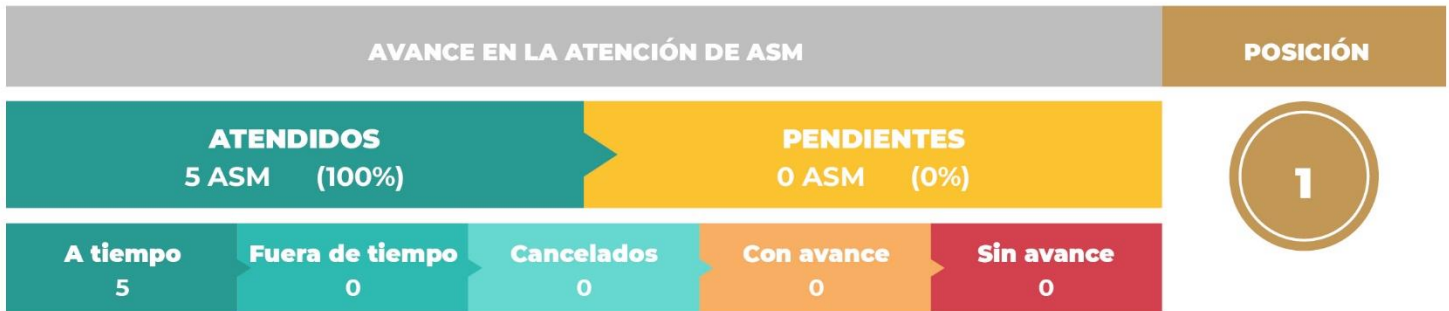 AVANCE EN LA ATENCIÓN DE ASM
POSICIÓN
ATENDIDOS
5 ASM (100%)
PENDIENTES
0 ASM (0%)
1
A tiempo
5
Fuera de tiempo
0
Cancelados
0
Con avance
0
Sin avance
0